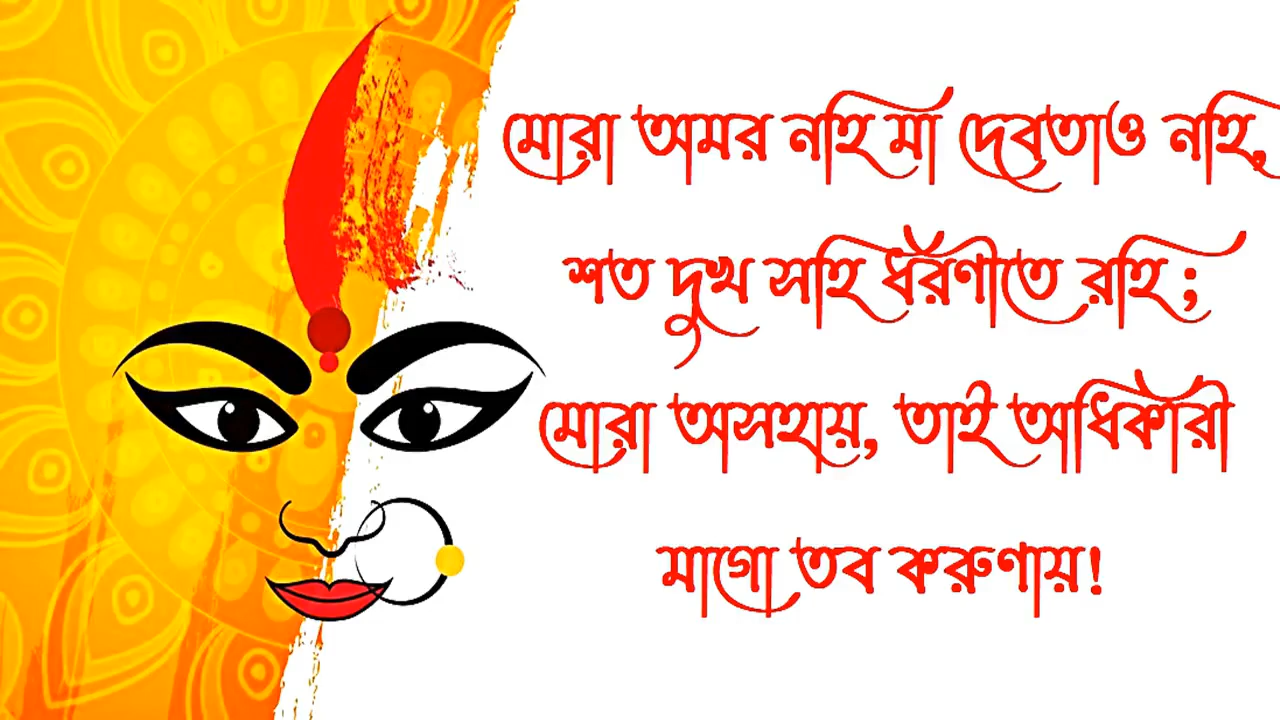 মোরা অমর নহি মা দেবতাও নহি,
শত দুখ সহি ধরণীতে রহি ;
মোরা অসহায়, তাই অধিকারী
মাগো তব করুণায়!